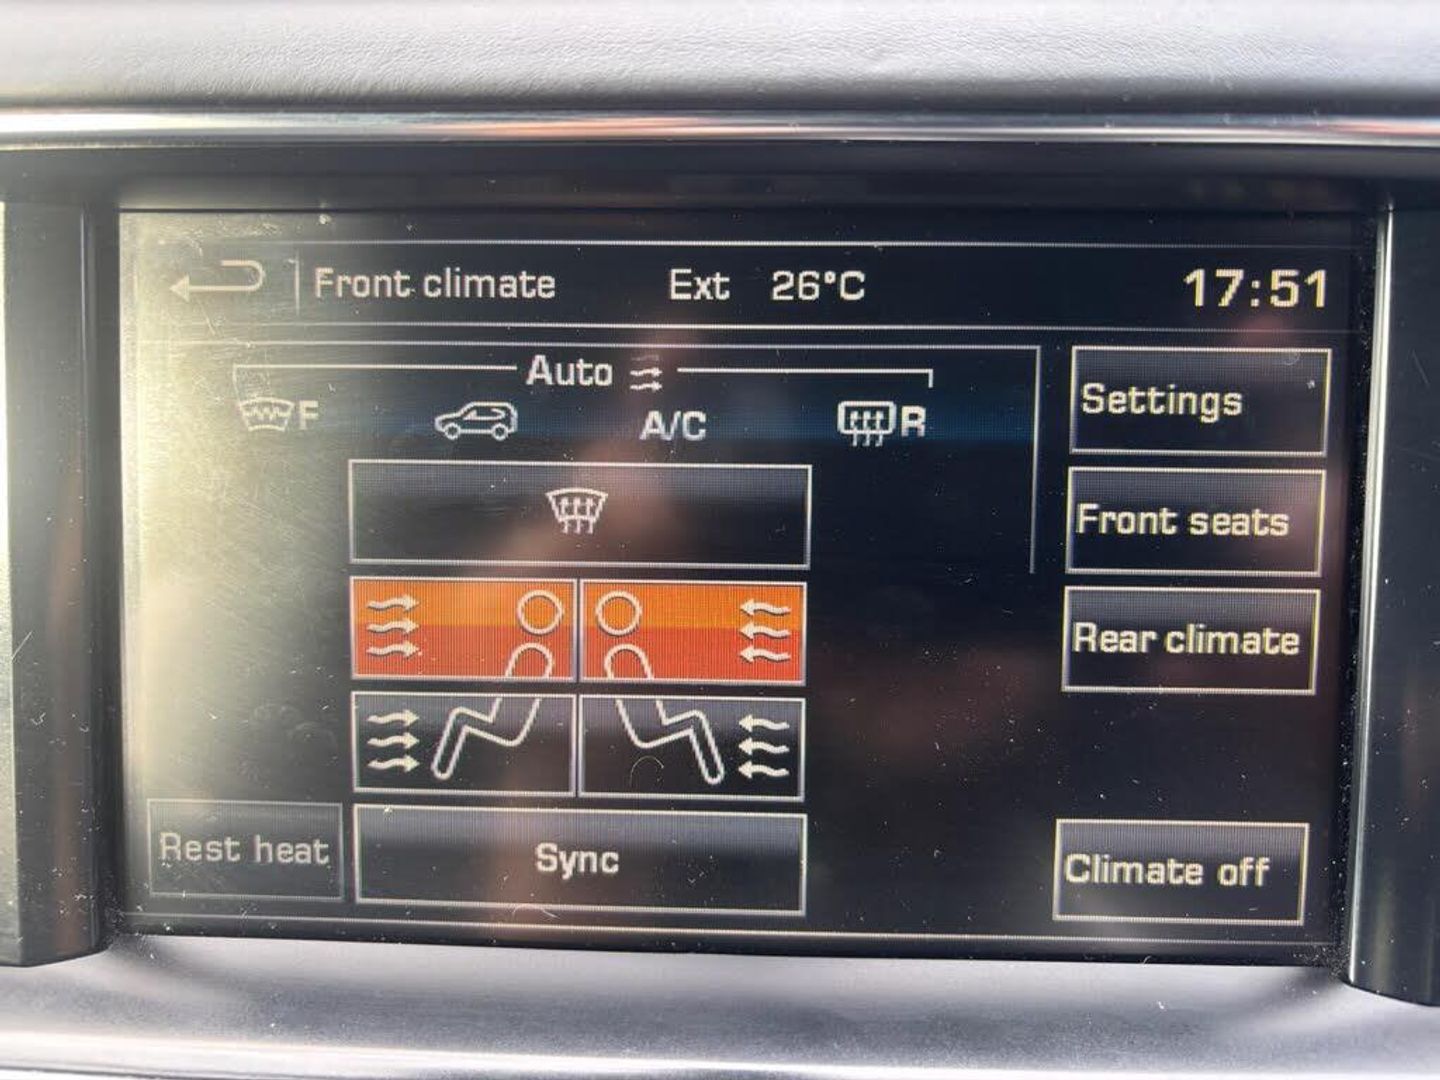 Front climate Ext 26°C 17:51
Auto
F A/C R
Settings
Front seats
Rear climate
Rest heat Sync Climate off